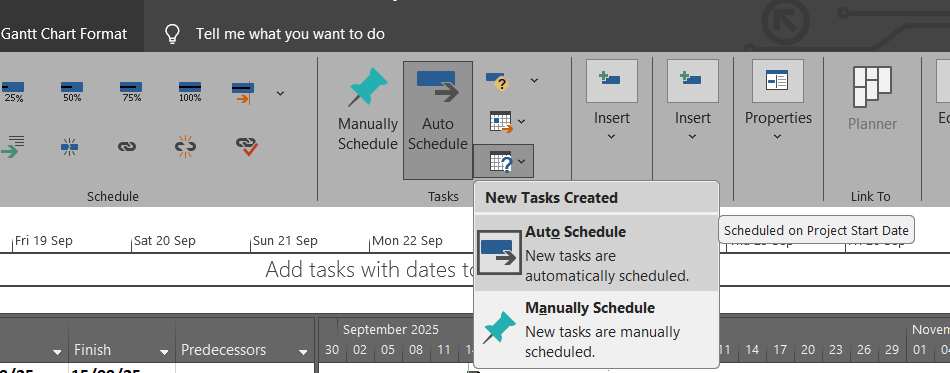 Gantt Chart Format
Tell me what you want to do
25%
50%
75%
100%
Manually
Schedule
Auto
Schedule
Insert
Insert
Properties
Planner
Schedule
Tasks
Link To
New Tasks Created
Auto Schedule
New tasks are
automatically scheduled.
Manually Schedule
New tasks are manually
scheduled.
Scheduled on Project Start Date
Fri 19 Sep
Sat 20 Sep
Sun 21 Sep
Mon 22 Sep
Add tasks with dates to
September 2025
Finish
Predecessors
30 02 05 08 11
11 14 17 20 23 26 29 01 04